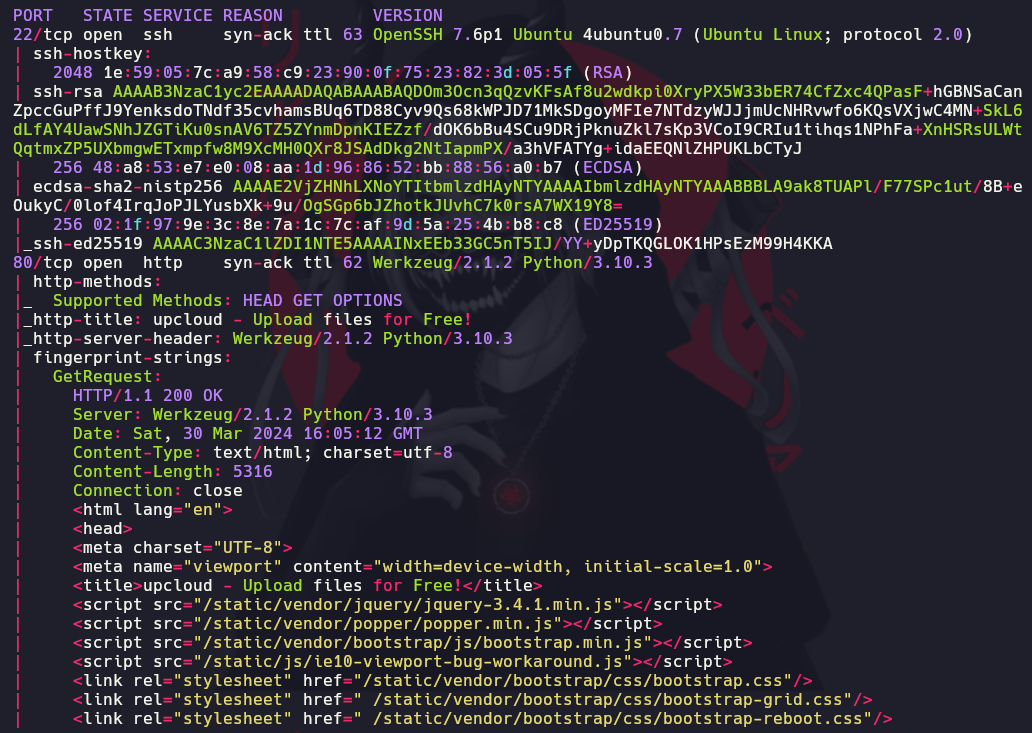 PORT   STATE SERVICE REASON         VERSION
22/tcp open  ssh     syn-ack ttl 63 OpenSSH 7.6p1 Ubuntu 4ubuntu0.7 (Ubuntu Linux; protocol 2.0)
| ssh-hostkey:
|   2048 1e:59:05:7c:a9:58:c9:23:90:0f:75:23:82:3d:05:5f (RSA)
| ssh-rsa AAAAB3NzaC1yc2EAAAADAQABAAABAQDOm3Ocn3qQzvKFsAf8u2wdkpi0XryPX5W33bER74CfZxc4QPasF+hGBNSaCan
ZpccGuPffJ9YenksdoTNdf35cvhamsBUg6TD88Cyv9Qs68kWPJD71MkSDgoyMFIe7NTdzyWJJjmUcNHRvwfo6KQsVXjwC4MN+SkL6
dLfAY4UawSNhJZGTiKu0snAV6TZ5ZYnmDpnKIEZzf/dOK6bBu4SCu9DRjPknuZkl7sKp3VCoI9CRIu1tihqs1NPhFa+XnHSRsULWt
QqtmxZP5UXbmgwETxmpfw8M9XcMH0QXr8JSAdDkg2NtIapmPX/a3hVFATYg+idaEEQNlZHPUKLbCTyJ
|   256 48:a8:53:e7:e0:08:aa:1d:96:86:52:bb:88:56:a0:b7 (ECDSA)
| ecdsa-sha2-nistp256 AAAAE2VjZHNhLXNoYTItbmlzdHAyNTYAAAAIbmlzdHAyNTYAAABBBLA9ak8TUAPl/F77SPc1ut/8B+e
OukyC/0lof4IrqJoPJLYusbXk+9u/OgSGp6bJZhotkJUvhC7k0rsA7WX19Y8=
|   256 02:1f:97:9e:3c:8e:7a:1c:7c:af:9d:5a:25:4b:b8:c8 (ED25519)
|_ssh-ed25519 AAAAC3NzaC1lZDI1NTE5AAAAINxEEb33GC5nT5IJ/YY+yDpTKQGLOK1HPsEzM99H4KKA
80/tcp open  http    syn-ack ttl 62 Werkzeug/2.1.2 Python/3.10.3
| http-methods:
|_  Supported Methods: HEAD GET OPTIONS
|_http-title: upcloud - Upload files for Free!
|_http-server-header: Werkzeug/2.1.2 Python/3.10.3
| fingerprint-strings:
|   GetRequest:
|     HTTP/1.1 200 OK
|     Server: Werkzeug/2.1.2 Python/3.10.3
|     Date: Sat, 30 Mar 2024 16:05:12 GMT
|     Content-Type: text/html; charset=utf-8
|     Content-Length: 5316
|     Connection: close
|     <html lang="en">
|     <head>
|     <meta charset="UTF-8">
|     <meta name="viewport" content="width=device-width, initial-scale=1.0">
|     <title>upcloud - Upload files for Free!</title>
|     <script src="/static/vendor/jquery/jquery-3.4.1.min.js"></script>
|     <script src="/static/vendor/popper/popper.min.js"></script>
|     <script src="/static/vendor/bootstrap/js/bootstrap.min.js"></script>
|     <script src="/static/js/ie10-viewport-bug-workaround.js"></script>
|     <link rel="stylesheet" href="/static/vendor/bootstrap/css/bootstrap.css"/>
|     <link rel="stylesheet" href=" /static/vendor/bootstrap/css/bootstrap-grid.css"/>
|     <link rel="stylesheet" href=" /static/vendor/bootstrap/css/bootstrap-reboot.css"/>